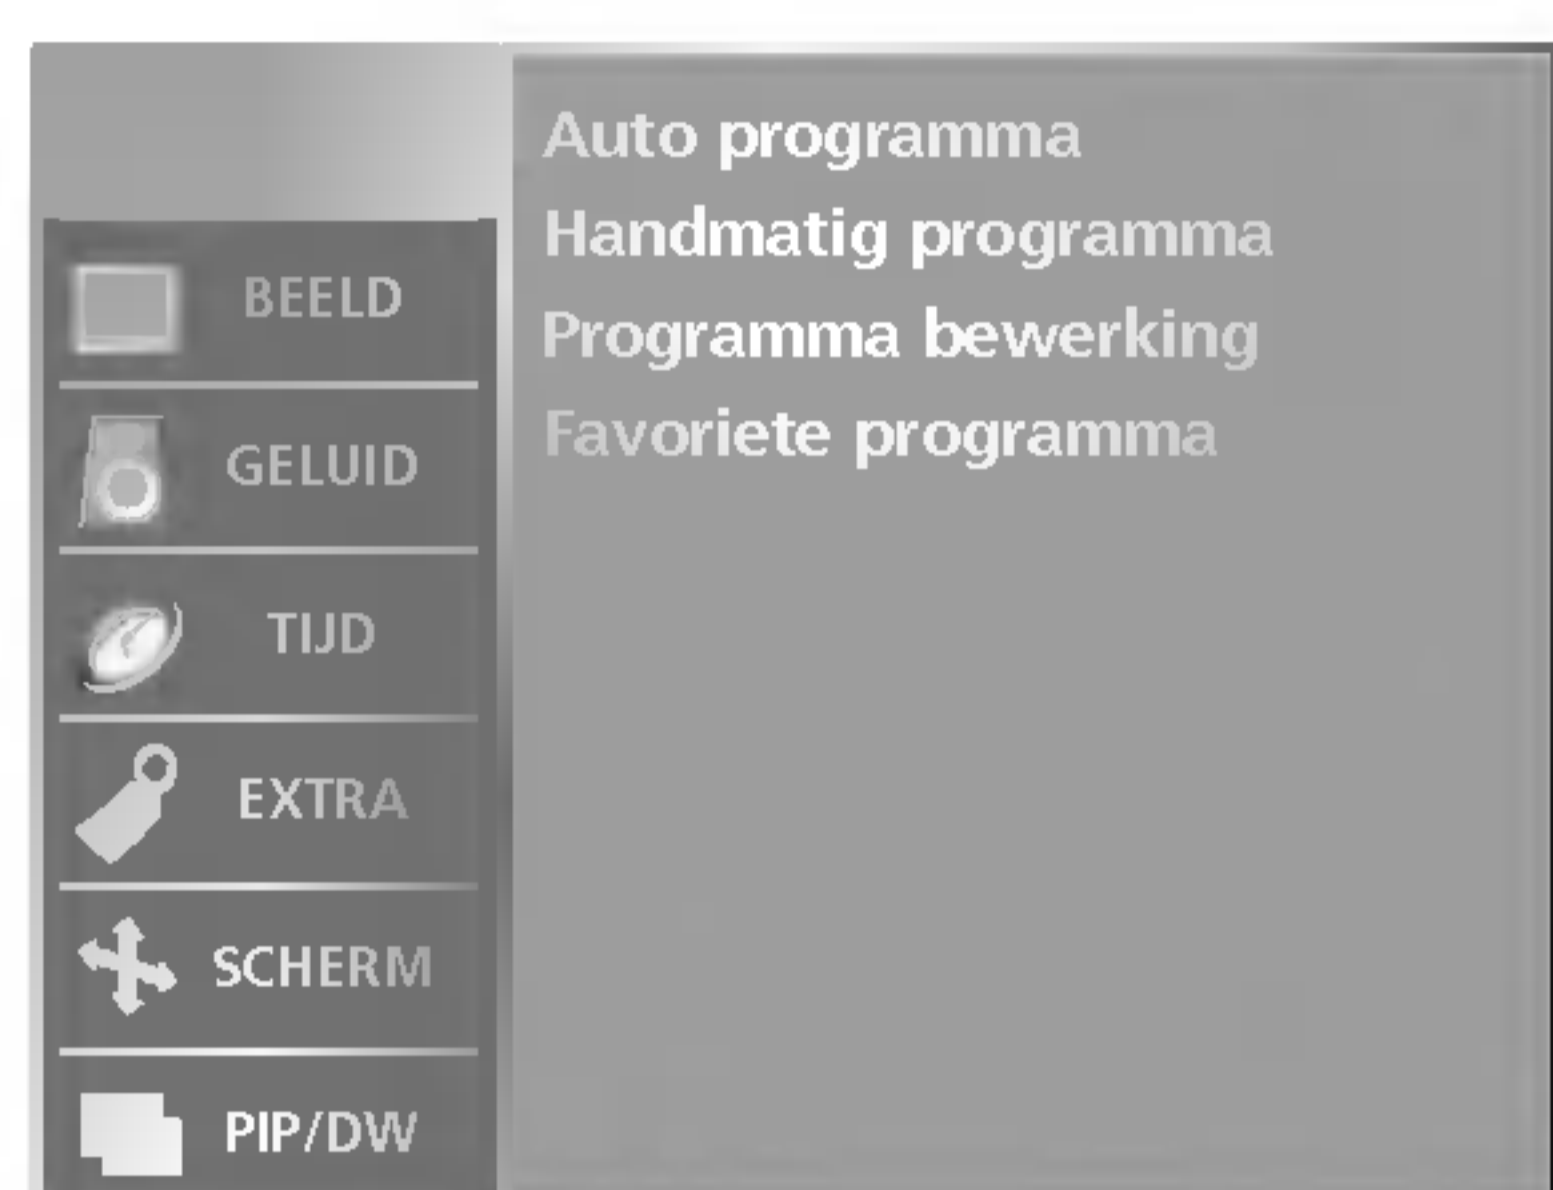 Auto programma
Handmatig programma
Programma bewerking
Favoriete programma
BEELD
GELUID
TIJD
EXTRA
SCHERM
PIP/DW